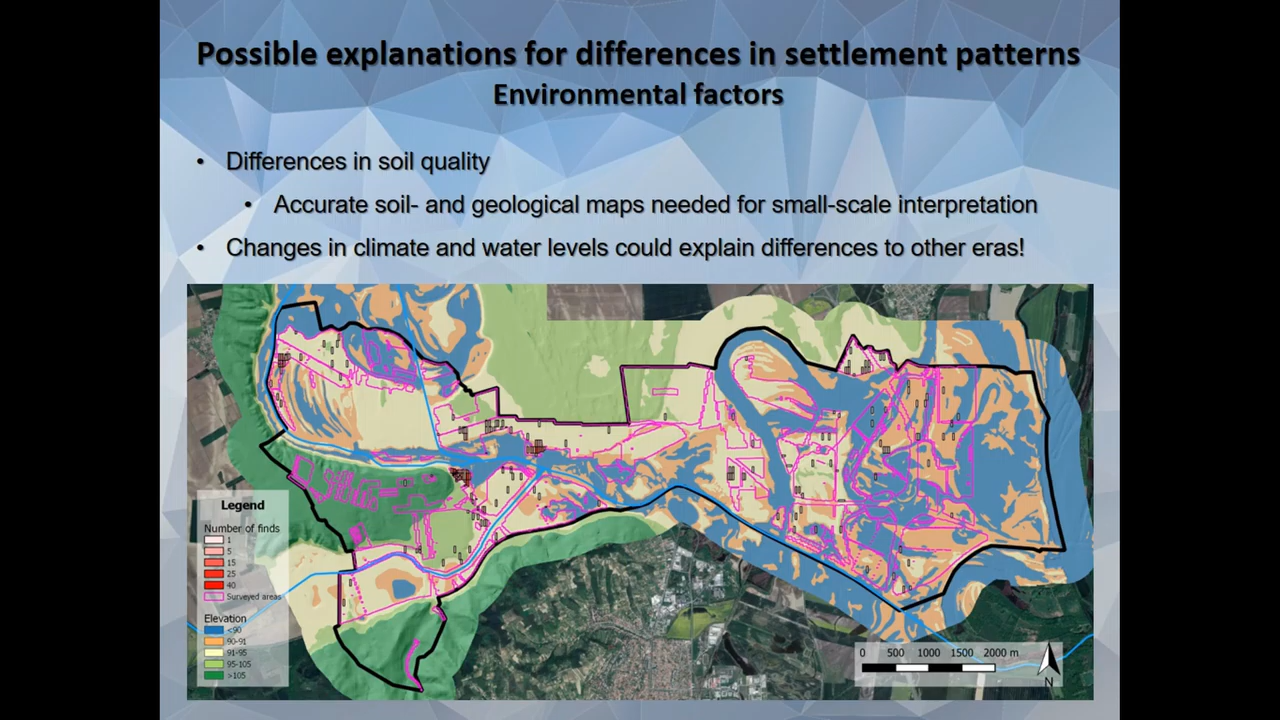 Possible explanations for differences in settlement patterns
Environmental factors
• Differences in soil quality
• Accurate soil- and geological maps needed for small-scale interpretation
• Changes in climate and water levels could explain differences to other eras!
Legend
Number of finds
1
5
15
25
40
Surveyed areas
Elevation
<90
90-91
91-95
95-105
>105
0 500 1000 1500 2000 m
N